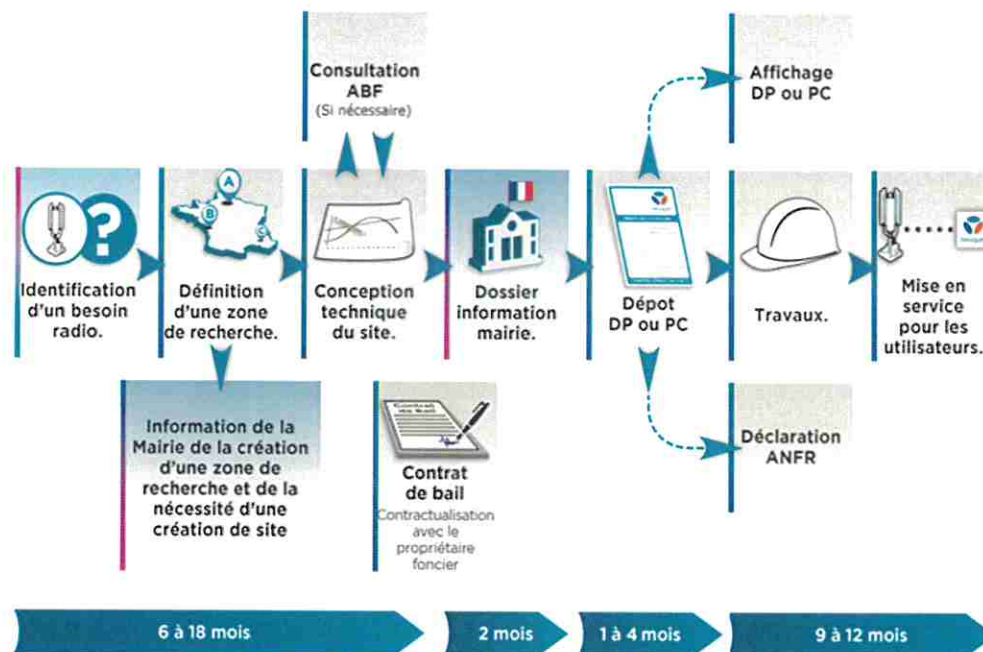 Consultation
ABF
(Si nécessaire)
Affichage
DP ou PC
A
B
C
?
Identification
d'un besoin
radio.
Définition
d'une zone
de recherche.
Conception
technique
du site.
Dossier
information
mairie.
Dépot
DP ou PC
Travaux.
Mise en
service
pour les
utilisateurs.
Information de la
Mairie de la création
d'une zone de
recherche et de la
nécessité d'une
création de site
Contrat
de Bail
Contrat
de bail
Contractualisation
avec le
propriétaire
foncier
Déclaration
ANFR
6 à 18 mois
2 mois
1 à 4 mois
9 à 12 mois